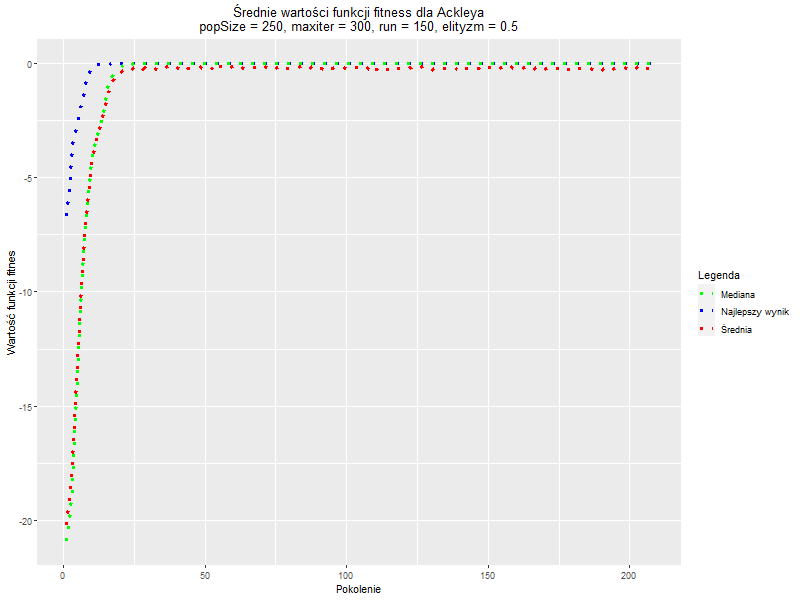 Średnie wartości funkcji fitness dla Ackleya
popSize = 250, maxiter = 300, run = 150, elityzm = 0.5
Wartość funkcji fitnes
0
-5
-10
-15
-20
0
50
100
150
200
Pokolenie
Legenda
Mediana
Najlepszy wynik
Średnia